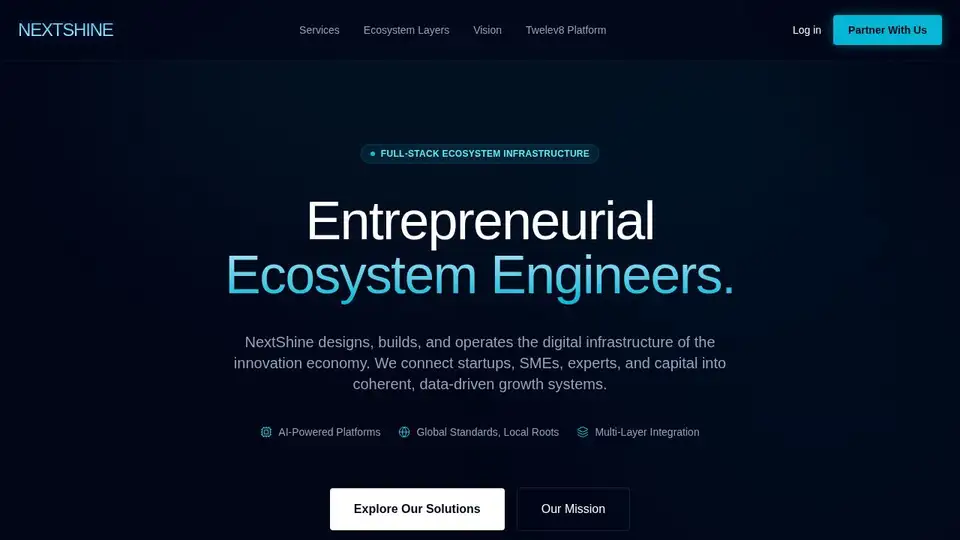 NEXTSHINE
Services
Ecosystem Layers
Vision
Twelev8 Platform
Log in
Partner With Us
FULL-STACK ECOSYSTEM INFRASTRUCTURE
Entrepreneurial
Ecosystem Engineers.
NextShine designs, builds, and operates the digital infrastructure of the
innovation economy. We connect startups, SMEs, experts, and capital into
coherent, data-driven growth systems.
AI-Powered Platforms
Global Standards, Local Roots
Multi-Layer Integration
Explore Our Solutions
Our Mission